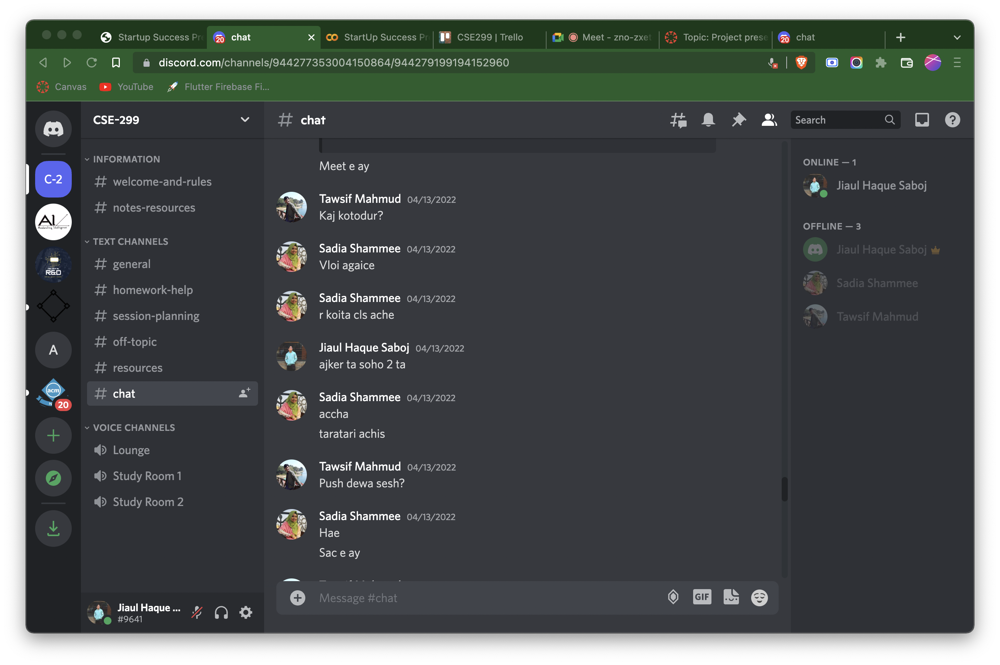 Startup Success Pr
20
chat
StartUp Success Pr
CSE299 | Trello
Meet - zno-zxet
Topic: Project prese
20
chat
discord.com/channels/944277353004150864/944279199194152960
Canvas
YouTube
Flutter Firebase Fi...
CSE-299
chat
Search
C-2
AI
R&D
A
acm
20
INFORMATION
welcome-and-rules
notes-resources
TEXT CHANNELS
general
homework-help
session-planning
off-topic
resources
chat
VOICE CHANNELS
Lounge
Study Room 1
Study Room 2
Jiaul Haque ...
#9641
Meet e ay
Tawsif Mahmud 04/13/2022
Kaj kotodur?
Sadia Shammee 04/13/2022
Vloi agaice
Sadia Shammee 04/13/2022
r koita cls ache
Jiaul Haque Saboj 04/13/2022
ajker ta soho 2 ta
Sadia Shammee 04/13/2022
accha
taratari achis
Tawsif Mahmud 04/13/2022
Push dewa sesh?
Sadia Shammee 04/13/2022
Hae
Sac e ay
Message #chat
GIF
ONLINE — 1
Jiaul Haque Saboj
OFFLINE — 3
Jiaul Haque Saboj
Sadia Shammee
Tawsif Mahmud